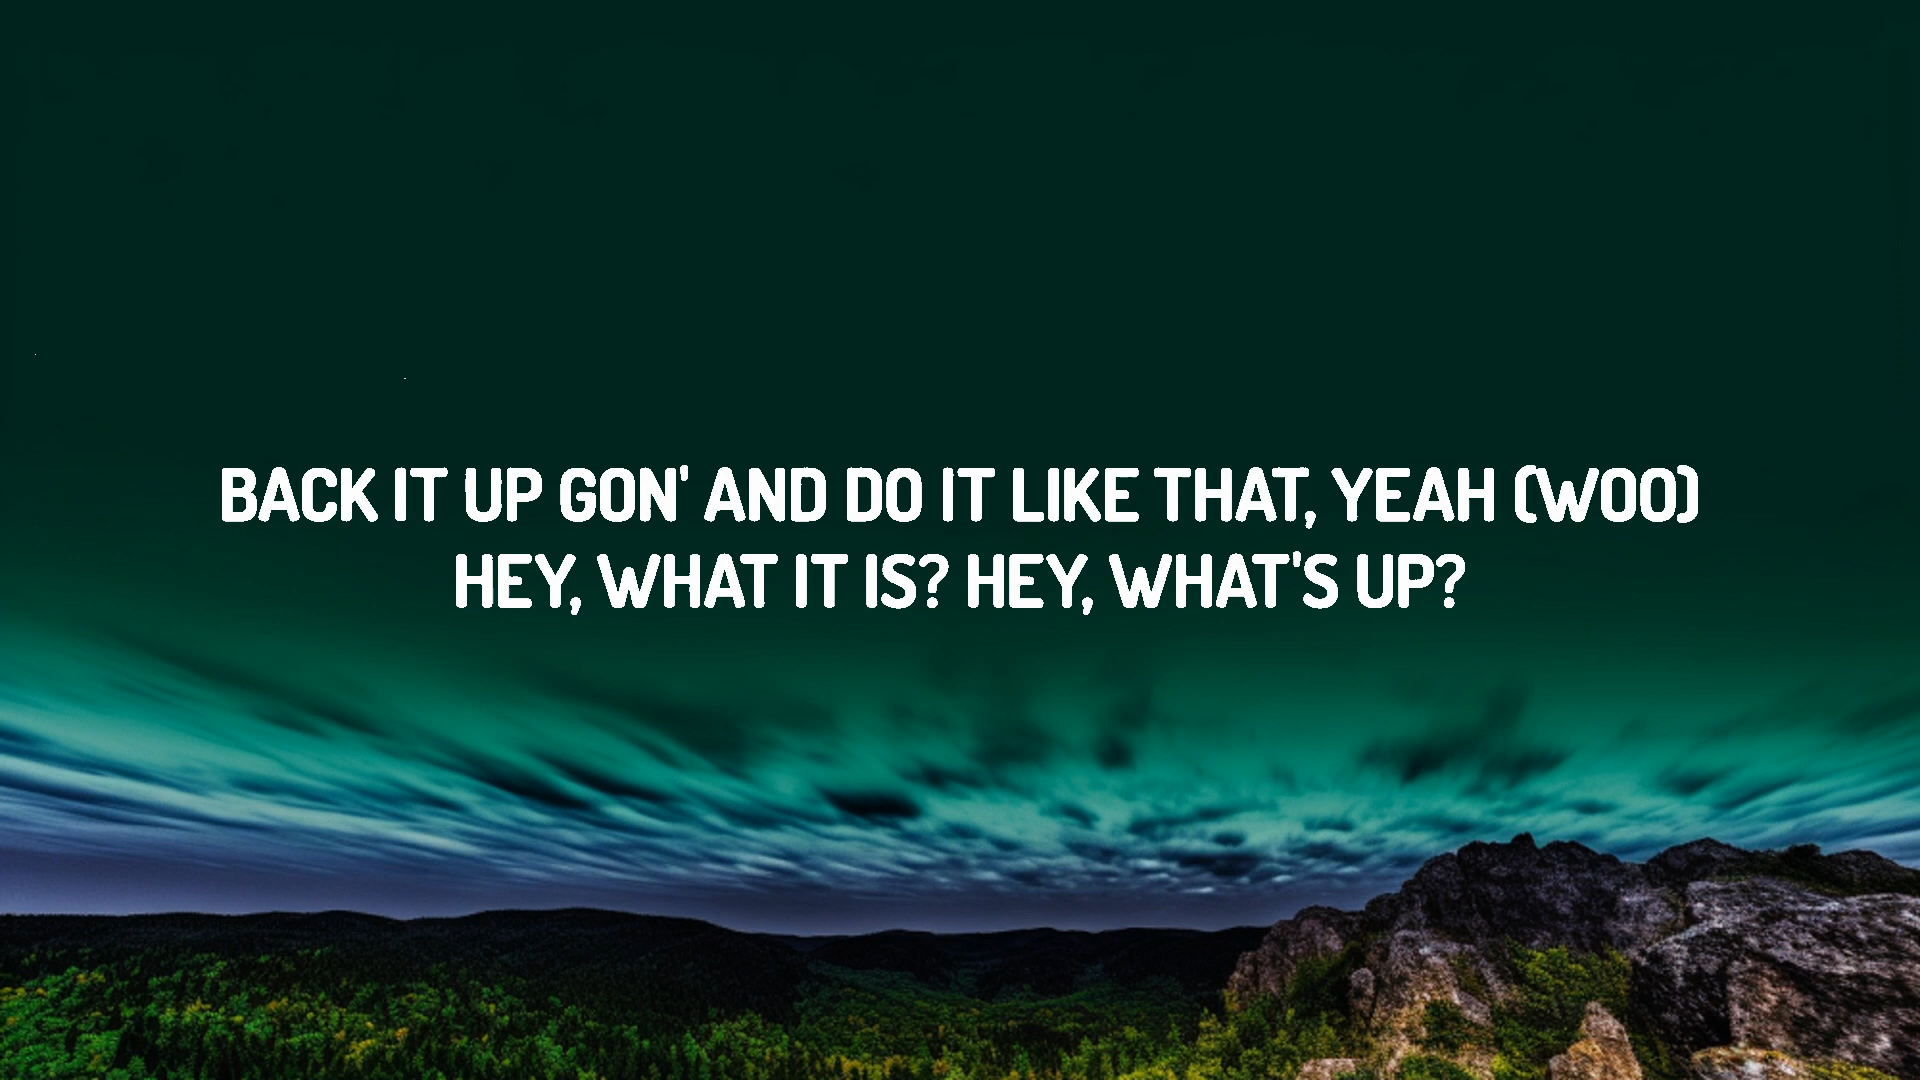 BACK IT UP GON' AND DO IT LIKE THAT, YEAH (WOO)
HEY, WHAT IT IS? HEY, WHAT'S UP?